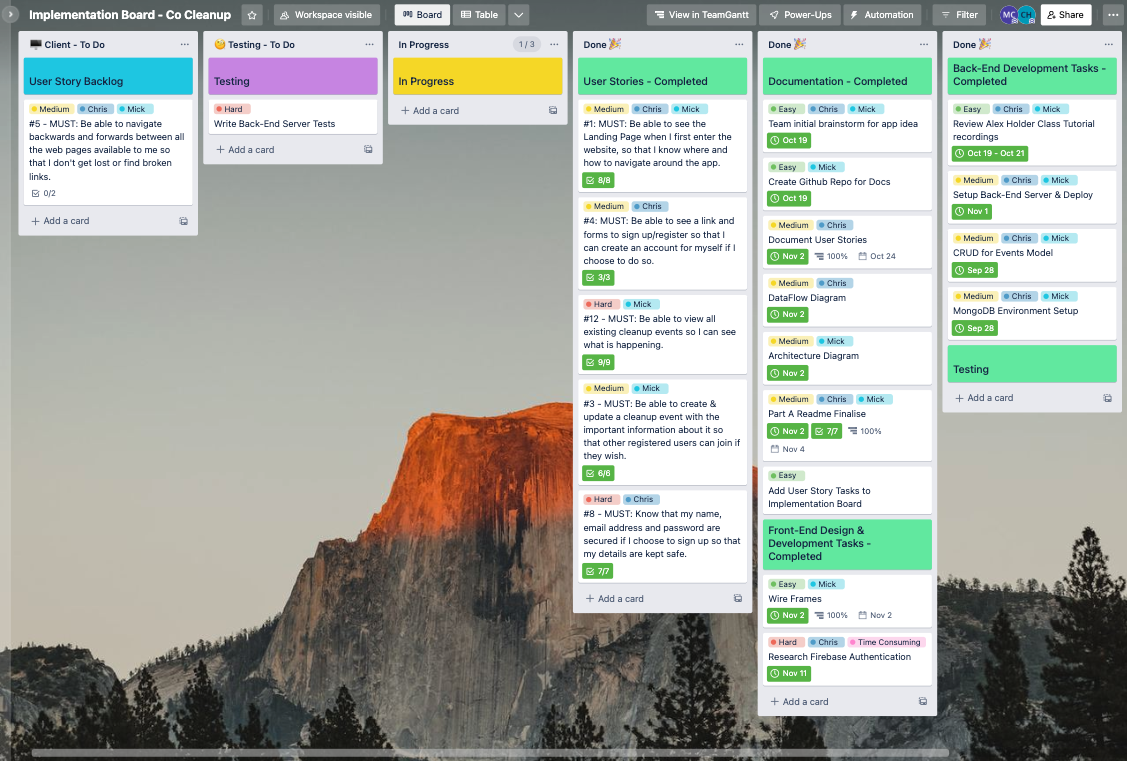 Implementation Board - Co Cleanup
Workspace visible
Board
Table
View in TeamGantt
Power-Ups
Automation
Filter
MC
CH
Share
Client - To Do
User Story Backlog
Medium Chris Mick
#5 - MUST: Be able to navigate
backwards and forwards between all
the web pages available to me so
that I don't get lost or find broken
links.
0/2
+ Add a card
Testing - To Do
Testing
Hard
Write Back-End Server Tests
+ Add a card
In Progress
1 / 3
In Progress
+ Add a card
Done
User Stories - Completed
Medium Chris Mick
#1: MUST: Be able to see the
Landing Page when I first enter the
website, so that I know where and
how to navigate around the app.
8/8
Medium Chris
#4: MUST: Be able to see a link and
forms to sign up/register so that I
can create an account for myself if I
choose to do so.
3/3
Hard Mick
#12 - MUST: Be able to view all
existing cleanup events so I can see
what is happening.
9/9
Medium Mick
#3 - MUST: Be able to create &
update a cleanup event with the
important information about it so
that other registered users can join if
they wish.
6/6
Hard Chris
#8 - MUST: Know that my name,
email address and password are
secured if I choose to sign up so that
my details are kept safe.
7/7
+ Add a card
Done
Documentation - Completed
Easy Chris Mick
Team initial brainstorm for app idea
Oct 19
Easy Mick
Create Github Repo for Docs
Oct 19
Medium Chris
Document User Stories
Nov 2 100% Oct 24
Medium Chris
DataFlow Diagram
Nov 2
Medium Mick
Architecture Diagram
Nov 2
Medium Chris Mick
Part A Readme Finalise
Nov 2 7/7 100%
Nov 4
Easy
Add User Story Tasks to
Implementation Board
Front-End Design &
Development Tasks -
Completed
Easy Mick
Wire Frames
Nov 2 100% Nov 2
Hard Chris Time Consuming
Research Firebase Authentication
Nov 11
+ Add a card
Done
Back-End Development Tasks -
Completed
Easy Chris Mick
Review Alex Holder Class Tutorial
recordings
Oct 19 - Oct 21
Medium Chris Mick
Setup Back-End Server & Deploy
Nov 1
Medium Chris Mick
CRUD for Events Model
Sep 28
Medium Chris Mick
MongoDB Environment Setup
Sep 28
Testing
+ Add a card